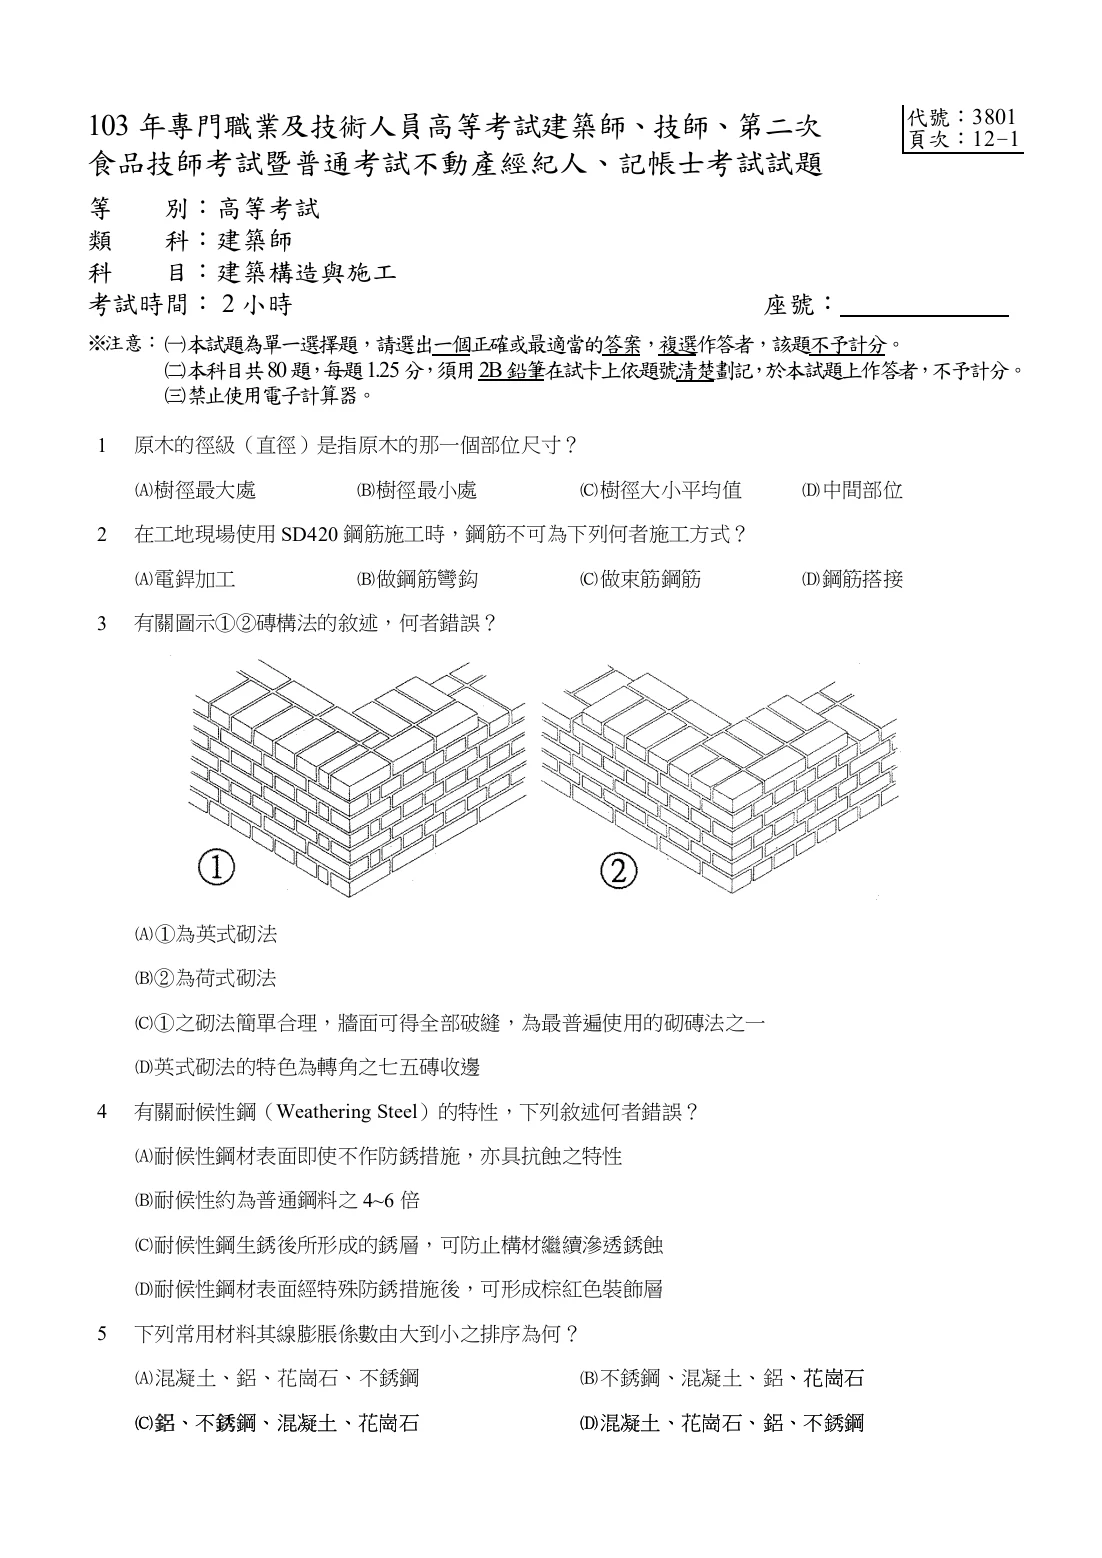 103 年專門職業及技術人員高等考試建築師、技師、第二次
食品技師考試暨普通考試不動產經紀人、記帳士考試試題
代號：3801
頁次：12-1
等　　別：高等考試
類　　科：建築師
科　　目：建築構造與施工
考試時間： 2 小時　座號：
※注意：㈠本試題為單一選擇題，請選出一個正確或最適當的答案，複選作答者，該題不予計分。
㈡本科目共 80 題，每題 1.25 分，須用 2B 鉛筆在試卡上依題號清楚劃記，於本試題上作答者，不予計分。
㈢禁止使用電子計算器。
1 原木的徑級（直徑）是指原木的那一個部位尺寸？
(A)樹徑最大處 (B)樹徑最小處 (C)樹徑大小平均值 (D)中間部位
2 在工地現場使用 SD420 鋼筋施工時，鋼筋不可為下列何者施工方式？
(A)電銲加工 (B)做鋼筋彎鈎 (C)做束筋鋼筋 (D)鋼筋搭接
3 有關圖示①②磚構法的敘述，何者錯誤？
① ②
(A)①為英式砌法
(B)②為荷式砌法
(C)①之砌法簡單合理，牆面可得全部破縫，為最普遍使用的砌磚法之一
(D)英式砌法的特色為轉角之七五磚收邊
4 有關耐候性鋼（Weathering Steel）的特性，下列敘述何者錯誤？
(A)耐候性鋼材表面即使不作防銹措施，亦具抗蝕之特性
(B)耐候性約為普通鋼料之 4~6 倍
(C)耐候性鋼生銹後所形成的銹層，可防止構材繼續滲透銹蝕
(D)耐候性鋼材表面經特殊防銹措施後，可形成棕紅色裝飾層
5 下列常用材料其線膨脹係數由大到小之排序為何？
(A)混凝土、鋁、花崗石、不銹鋼 (B)不銹鋼、混凝土、鋁、花崗石
(C)鋁、不銹鋼、混凝土、花崗石 (D)混凝土、花崗石、鋁、不銹鋼